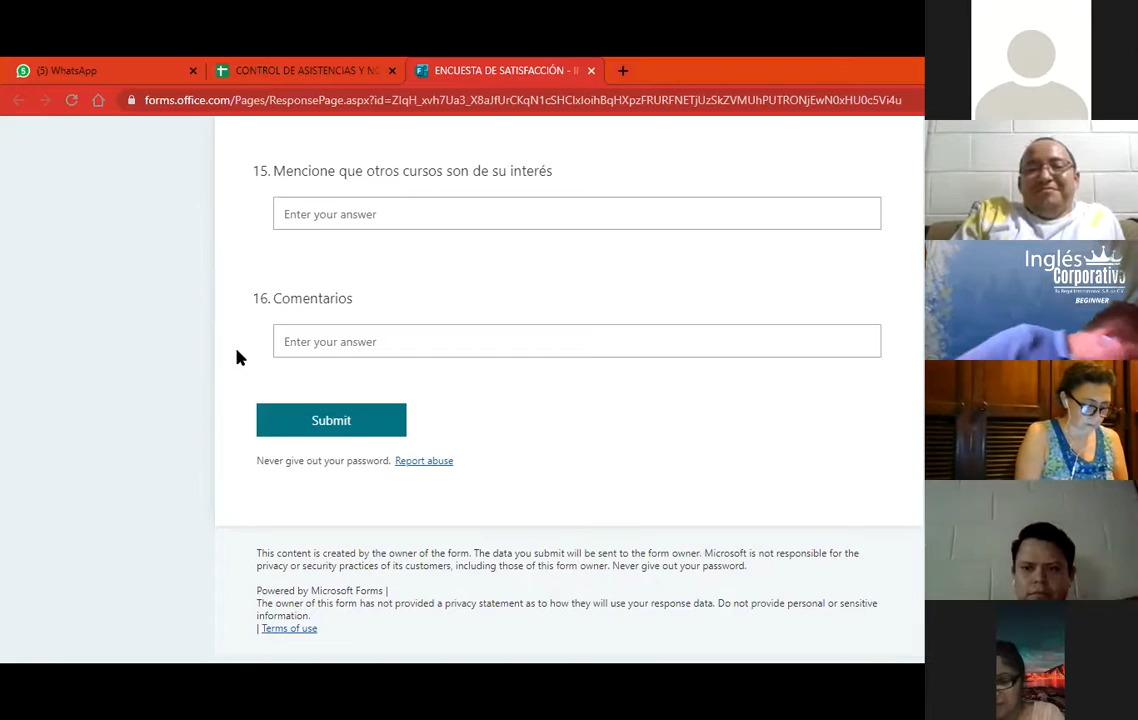 (5) WhatsApp
CONTROL DE ASISTENCIAS Y NO
ENCUESTA DE SATISFACCIÓN - II
forms.office.com/Pages/ResponsePage.aspx?id=
15. Mencione que otros cursos son de su interés
Enter your answer
16. Comentarios
Enter your answer
Submit
Never give out your password. Report abuse
This content is created by the owner of the form. The data you submit will be sent to the form owner. Microsoft is not responsible for the
privacy or security practices of its customers, including those of this form owner. Never give out your password.
Powered by Microsoft Forms |
The owner of this form has not provided a privacy statement as to how they will use your response data. Do not provide personal or sensitive
information.
| Terms of use
Inglés
Corporativo
BEGINNER